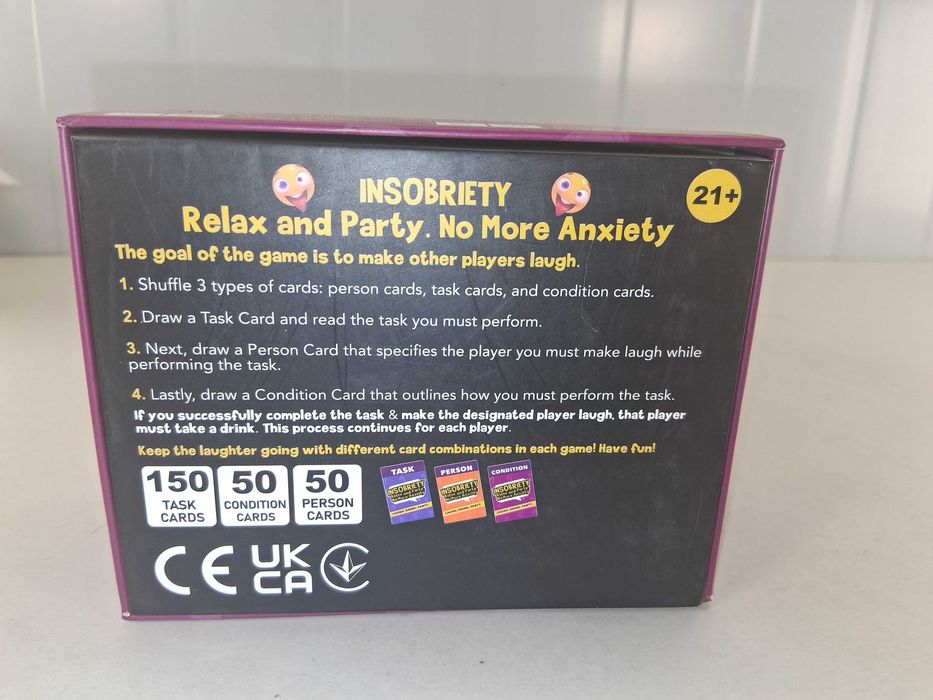 INSOBRIETY
21+
Relax and Party. No More Anxiety
The goal of the game is to make other players laugh.
1. Shuffle 3 types of cards: person cards, task cards, and condition cards.
2. Draw a Task Card and read the task you must perform.
3. Next, draw a Person Card that specifies the player you must make laugh while
performing the task.
4. Lastly, draw a Condition Card that outlines how you must perform the task.
If you successfully complete the task & make the designated player laugh, that player
must take a drink. This process continues for each player.
Keep the laughter going with different card combinations in each game! Have fun!
150
TASK
CARDS
50
CONDITION
CARDS
50
PERSON
CARDS
TASK
INSOBRIETY
PERSON
INSOBRIETY
CONDITION
INSOBRIETY
CE
UK
CA